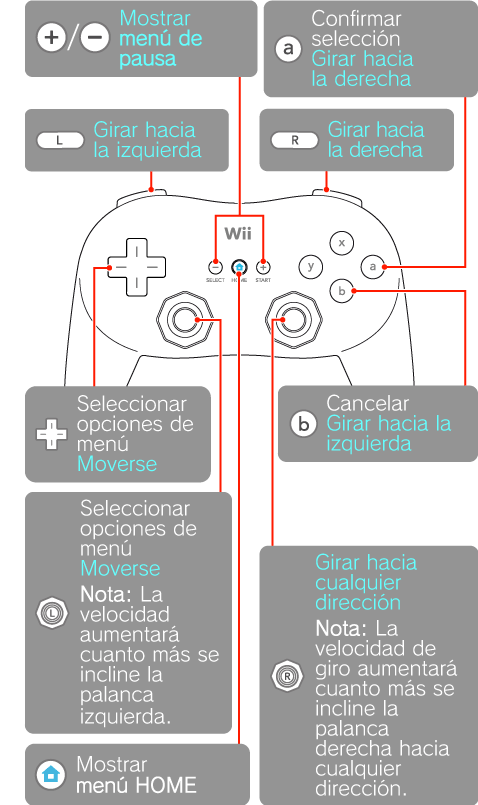 +/− Mostrar
menú de
pausa
a Confirmar
selección
Girar hacia
la derecha
L Girar hacia
la izquierda
R Girar hacia
la derecha
Wii
x
y
a
b
− + 
SELECT HOME START
Seleccionar
opciones de
menú
Moverse
b Cancelar
Girar hacia la
izquierda
Seleccionar
opciones de
menú
Moverse
L Nota: La
velocidad
aumentará
cuanto más se
incline la
palanca
izquierda.
Girar hacia
cualquier
dirección
R Nota: La
velocidad de
giro aumentará
cuanto más se
incline la
palanca
derecha hacia
cualquier
dirección.
Mostrar
menú HOME